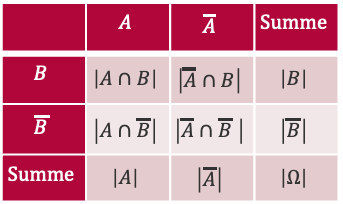 A A̅ Summe
B |A ∩ B| |A̅ ∩ B| |B|
B̅ |A ∩ B̅| |A̅ ∩ B̅ | |B̅|
Summe |A| |A̅| |Ω|